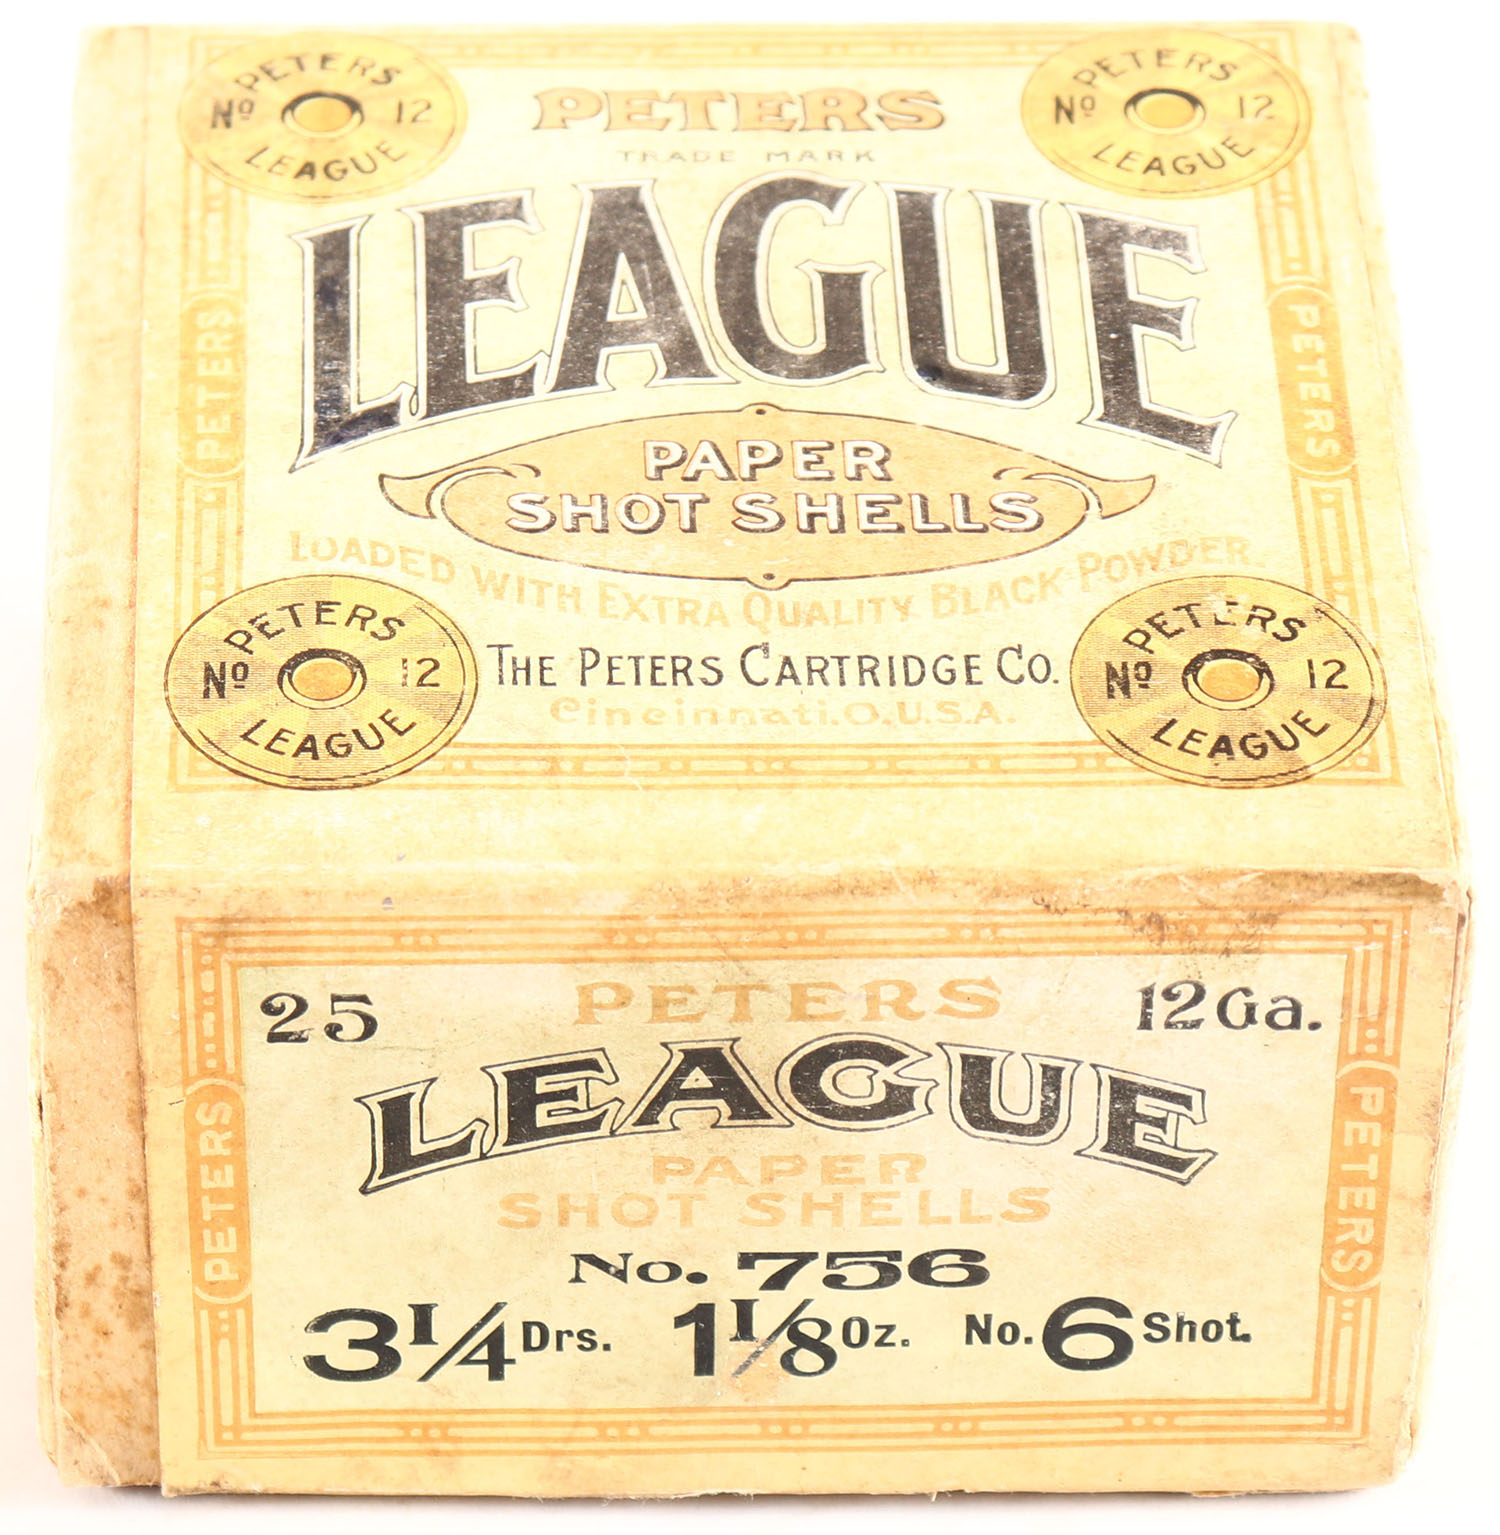 PETERS
No 12
LEAGUE
PETERS
No 12
LEAGUE
PETERS
TRADE MARK
LEAGUE
PETERS
PETERS
PAPER
SHOT SHELLS
LOADED WITH EXTRA QUALITY BLACK POWDER.
PETERS
No 12
LEAGUE
PETERS
No 12
LEAGUE
THE PETERS CARTRIDGE CO.
Cincinnati.O.U.S.A.
25
PETERS
12Ga.
LEAGUE
PETERS
PETERS
PAPER
SHOT SHELLS
No. 756
3 1/4 Drs. 1 1/8 Oz. No. 6 Shot.